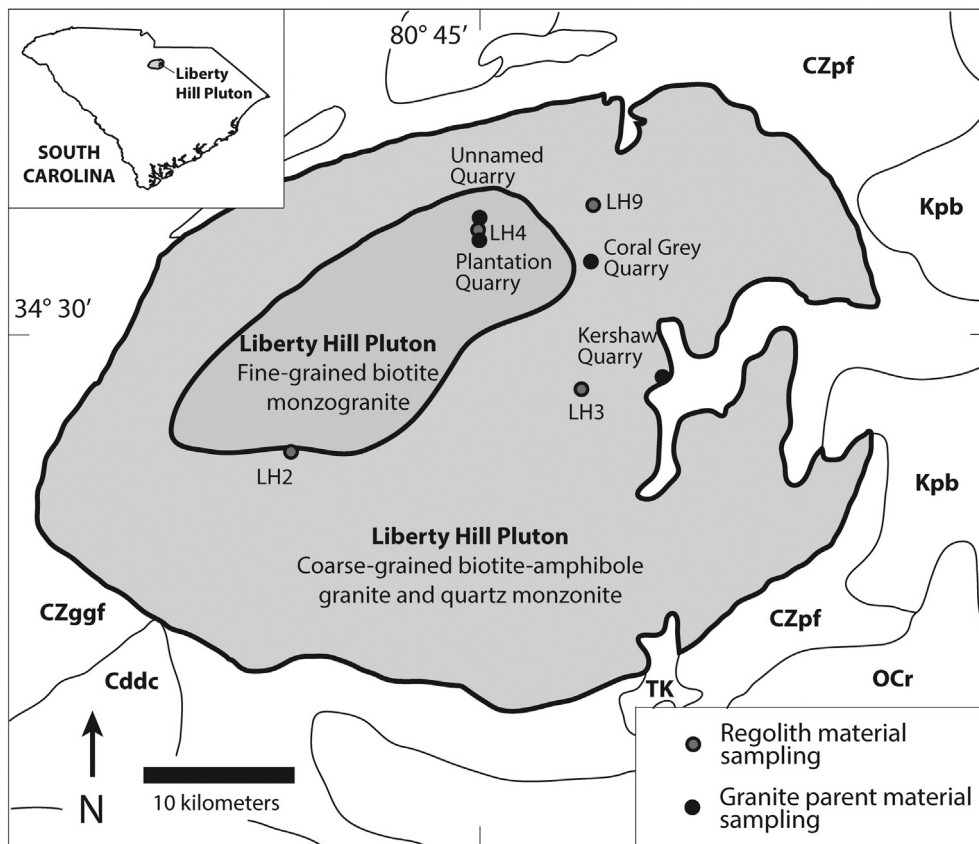 80° 45’
CZpf
Liberty
Hill Pluton
SOUTH
CAROLINA
Unnamed
Quarry
Kpb
LH9
LH4
Coral Grey
Quarry
Plantation
Quarry
34° 30’
Kershaw
Quarry
Liberty Hill Pluton
Fine-grained biotite
monzogranite
LH3
LH2
Kpb
Liberty Hill Pluton
Coarse-grained biotite-amphibole
granite and quartz monzonite
CZggf
CZpf
Cddc
TK
OCr
N
10 kilometers
Regolith material
sampling
Granite parent material
sampling